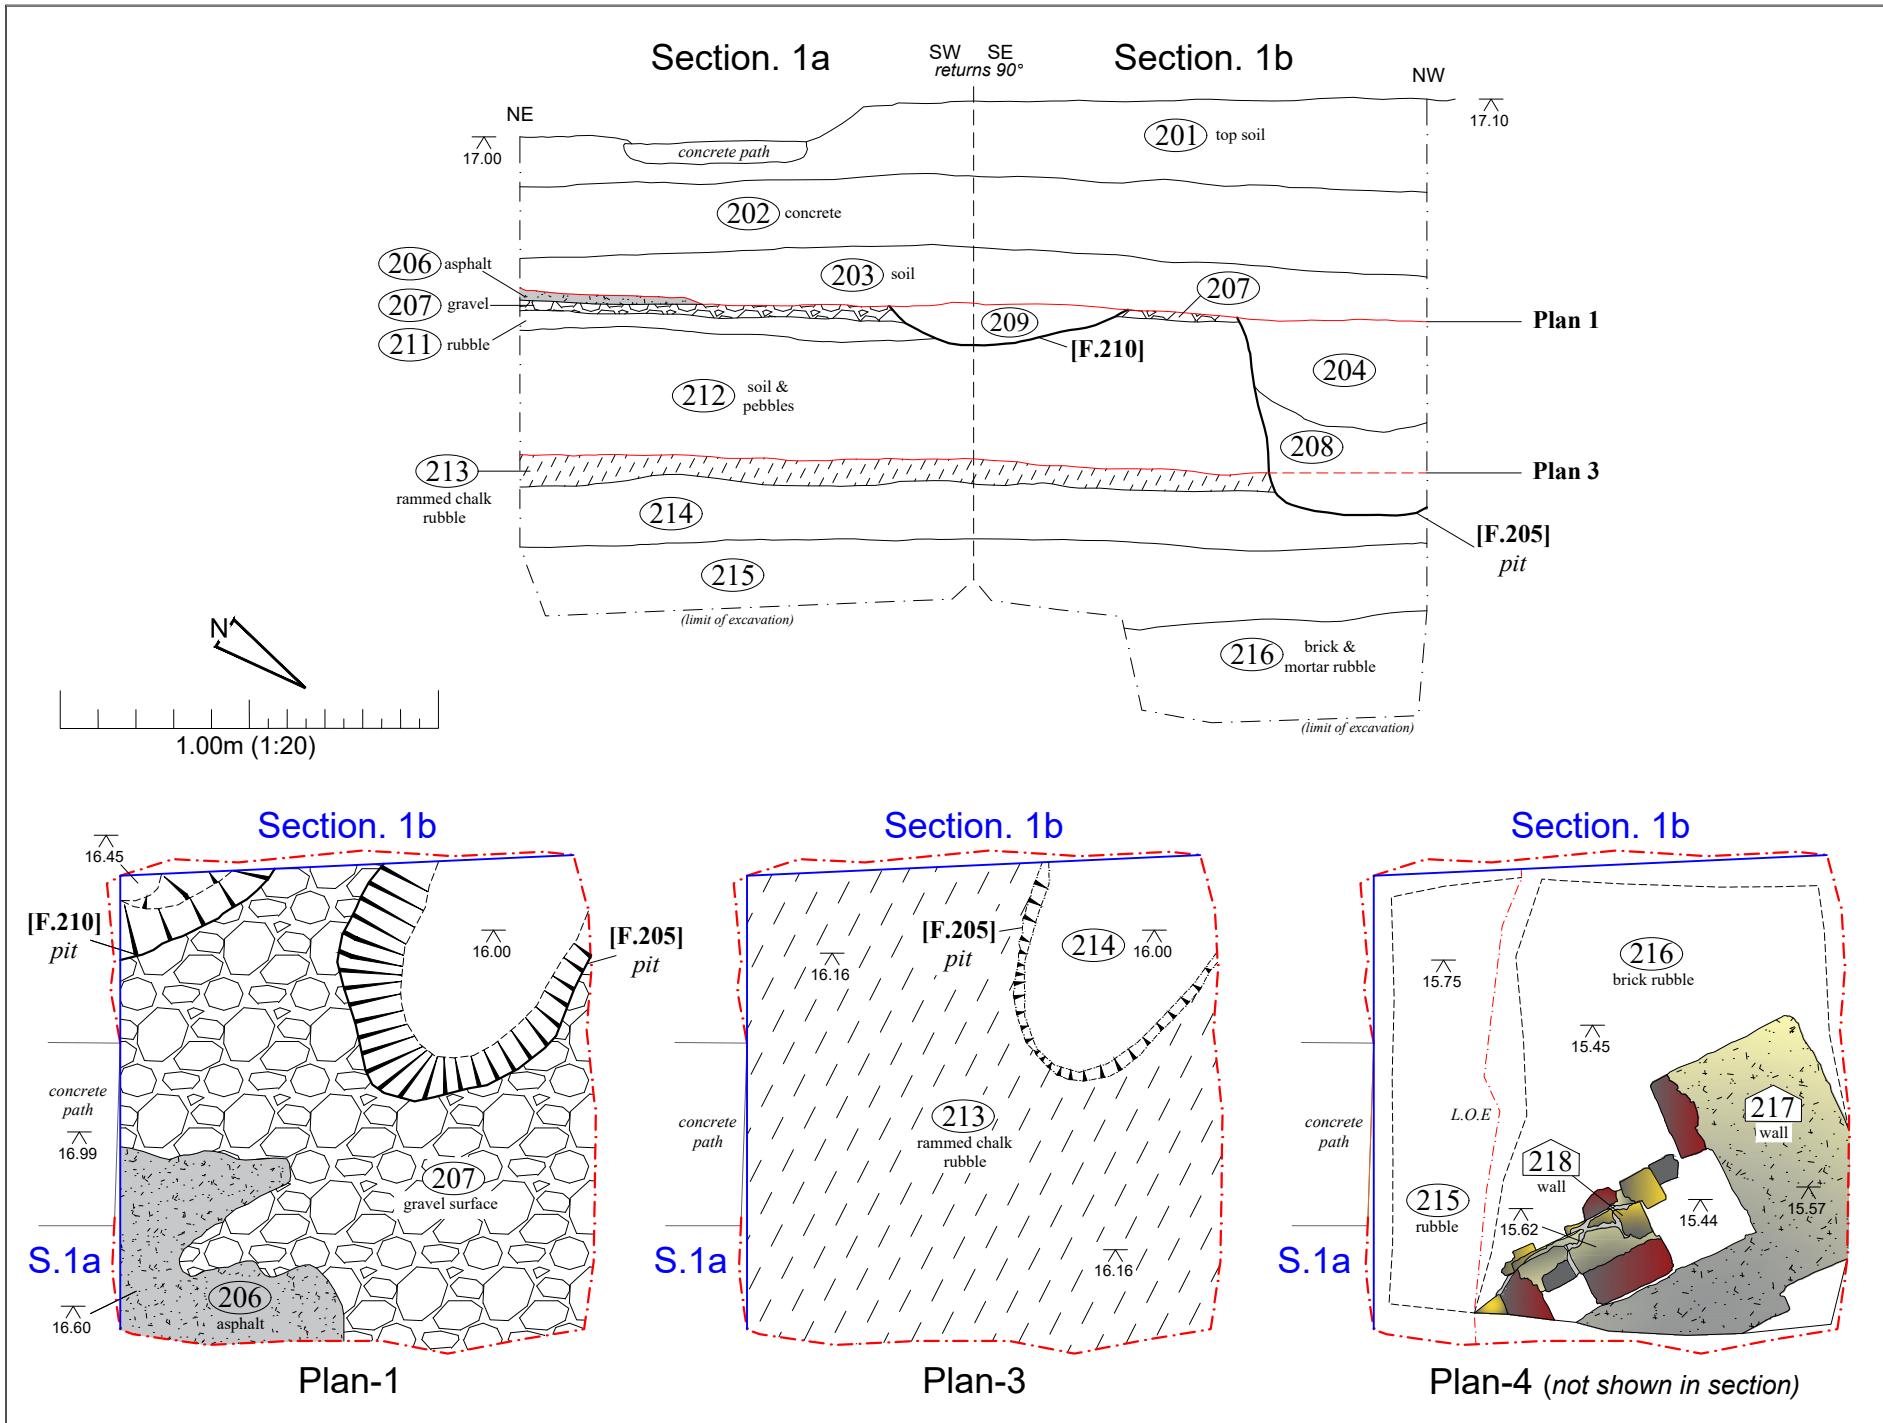 Section. 1a
SW SE
returns 90°
Section. 1b
NW
NE
17.10
17.00
concrete path
201 top soil
202 concrete
206 asphalt
203 soil
207 gravel
207
209
Plan 1
211 rubble
[F.210]
204
212 soil &
pebbles
208
213
rammed chalk
rubble
Plan 3
214
[F.205]
pit
215
(limit of excavation)
216 brick &
mortar rubble
(limit of excavation)
N
1.00m (1:20)
Section. 1b
16.45
[F.210]
pit
16.00
[F.205]
pit
concrete
path
16.99
207
gravel surface
S.1a
206
asphalt
16.60
Plan-1
Section. 1b
[F.205]
pit
214
16.00
16.16
concrete
path
213
rammed chalk
rubble
S.1a
16.16
Plan-3
Section. 1b
216
brick rubble
15.75
15.45
concrete
path
L.O.E
217
wall
218
wall
215
rubble
15.62
15.44
15.57
S.1a
Plan-4 (not shown in section)